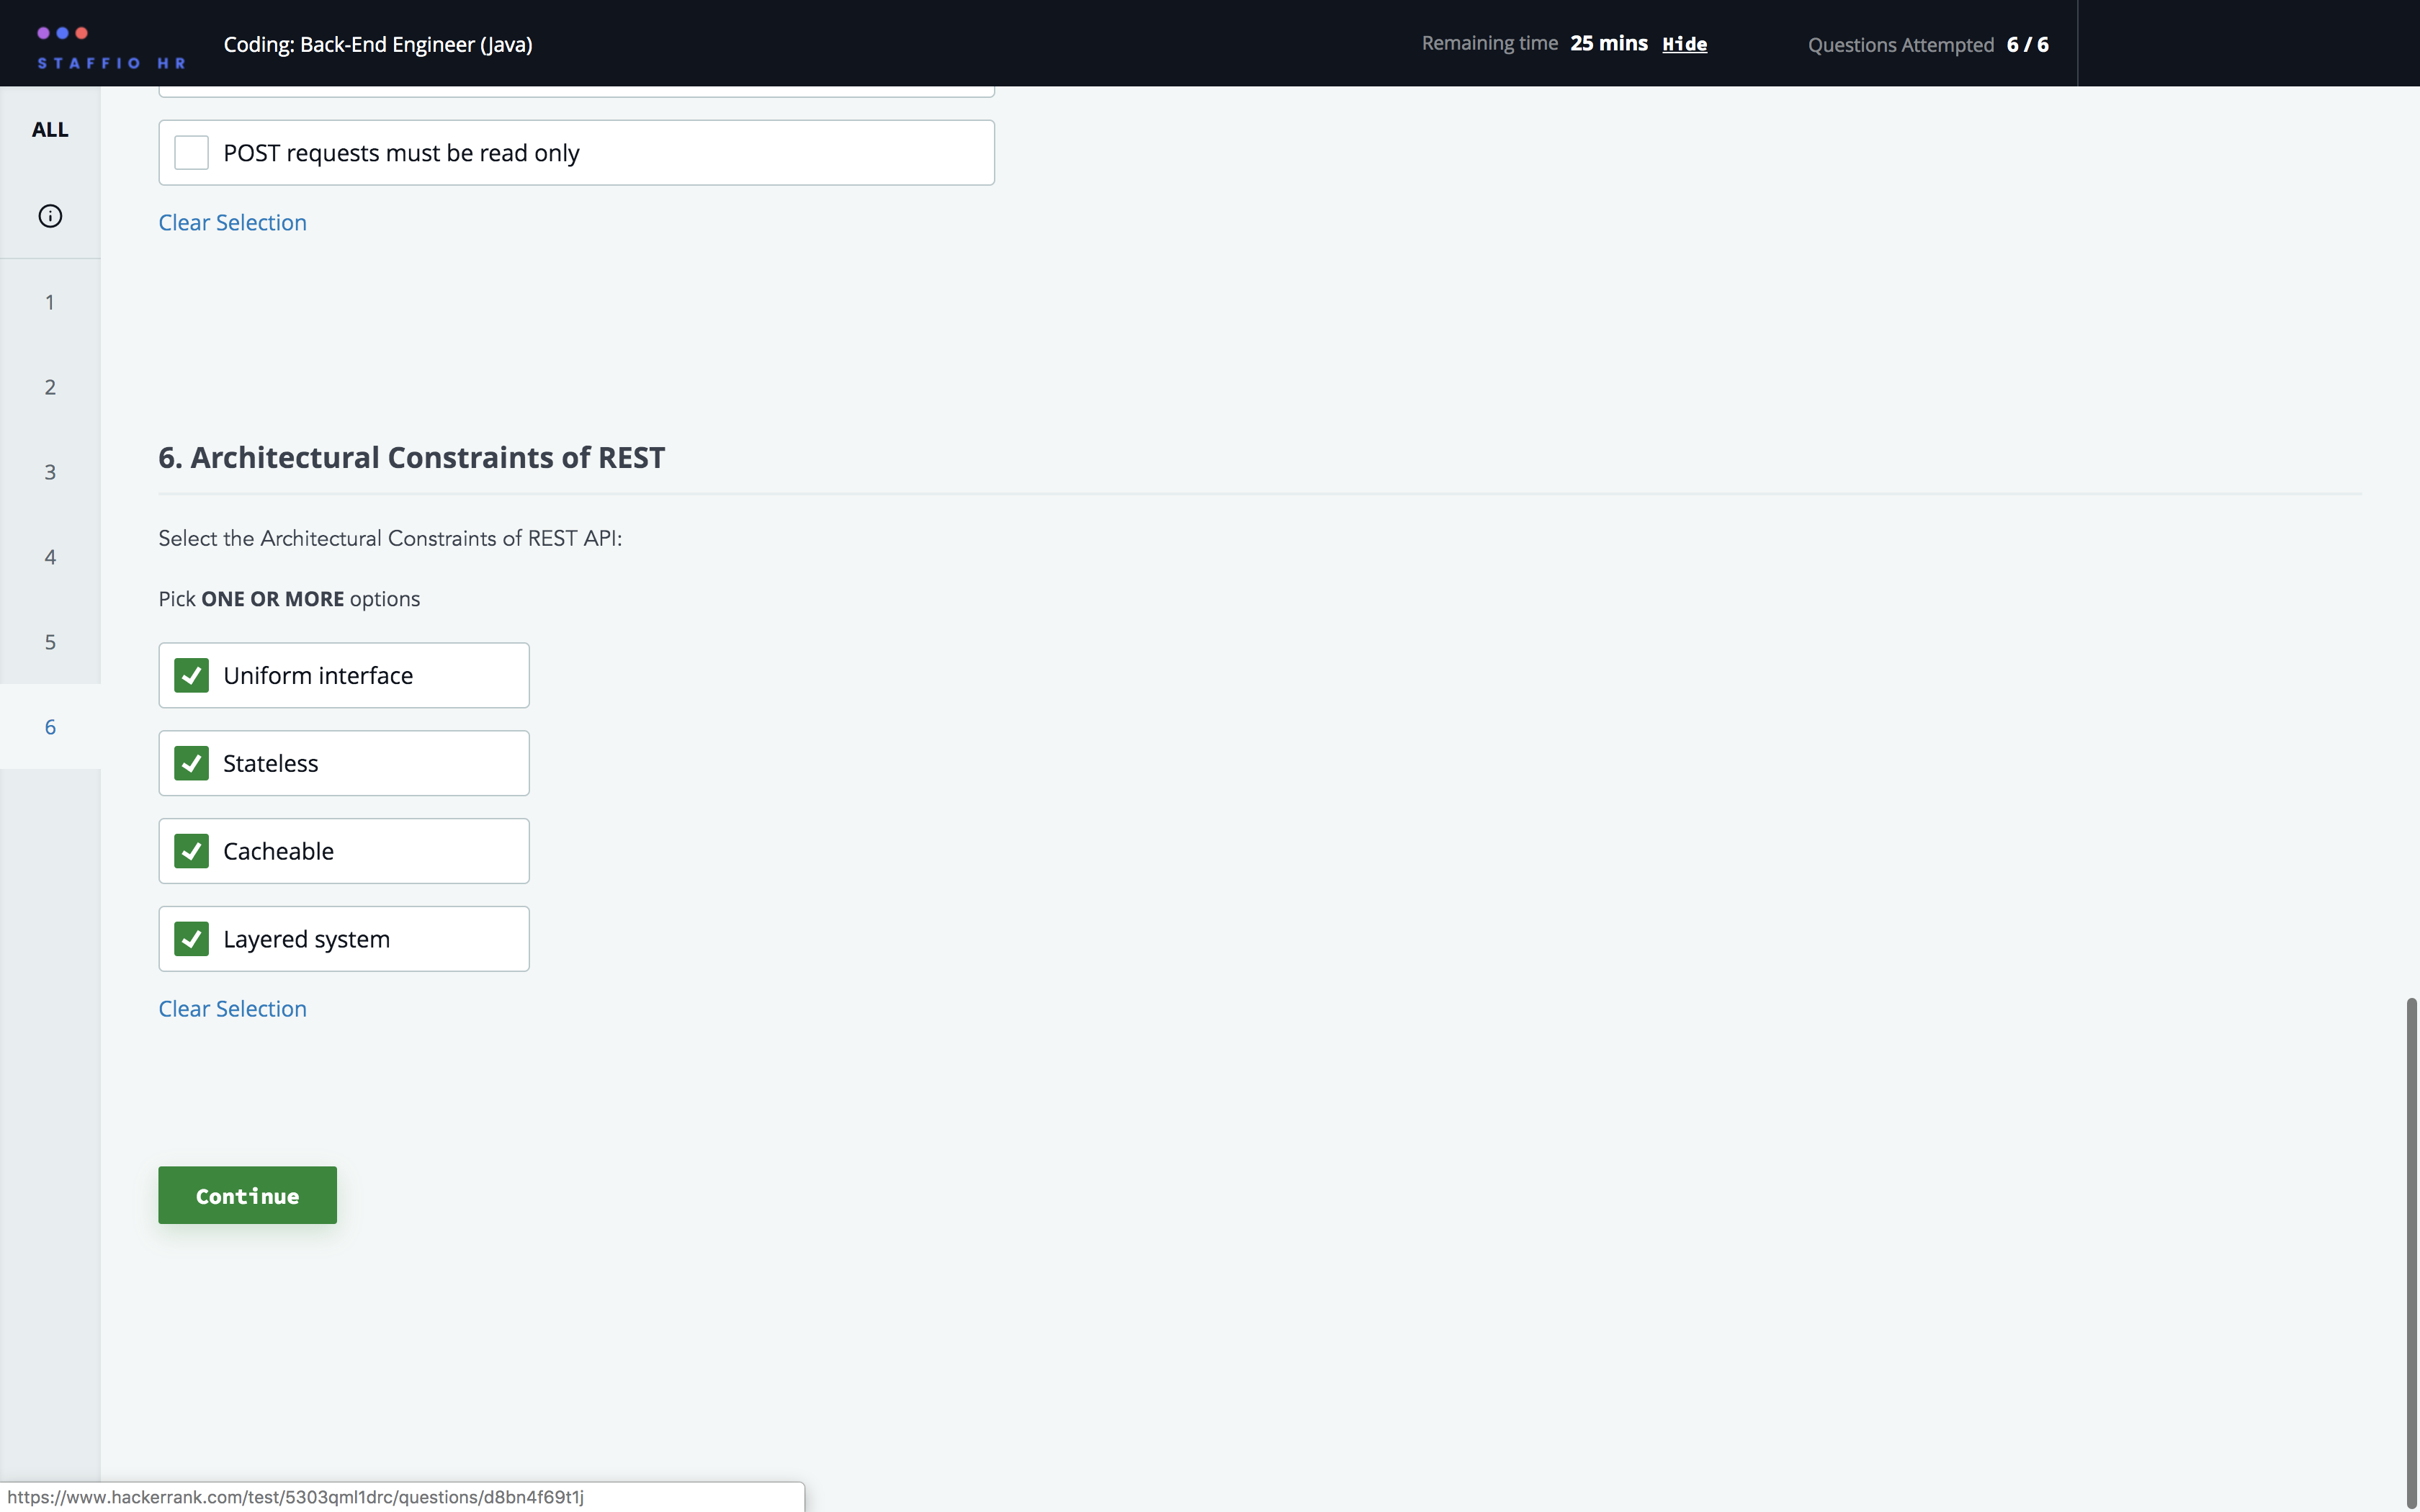 STAFFIO HR
Coding: Back-End Engineer (Java)
Remaining time 25 mins Hide
Questions Attempted 6 / 6
ALL
1
2
3
4
5
6
POST requests must be read only
Clear Selection
6. Architectural Constraints of REST
Select the Architectural Constraints of REST API:
Pick ONE OR MORE options
Uniform interface
Stateless
Cacheable
Layered system
Clear Selection
Continue
https://www.hackerrank.com/test/5303qml1drc/questions/d8bn4f69t1j